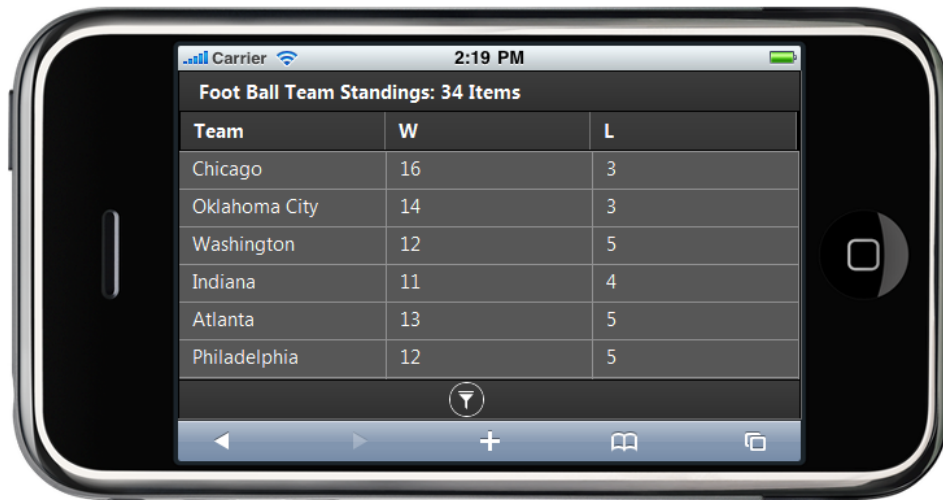 Carrier 2:19 PM
Foot Ball Team Standings: 34 Items
Team W L
Chicago 16 3
Oklahoma City 14 3
Washington 12 5
Indiana 11 4
Atlanta 13 5
Philadelphia 12 5